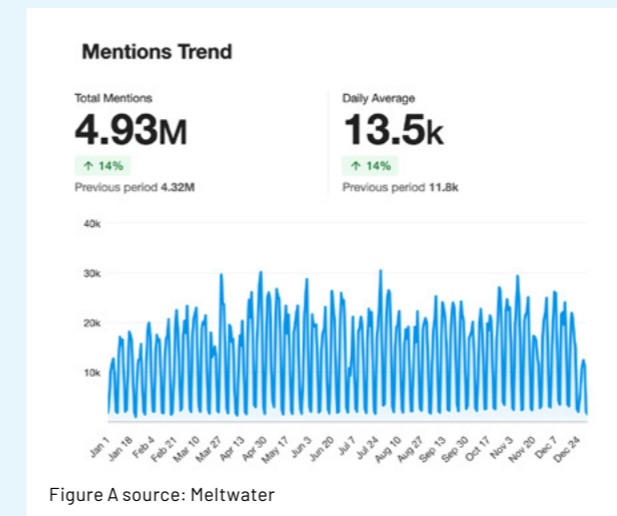 Mentions Trend
Total Mentions
4.93M
↑ 14%
Previous period 4.32M
Daily Average
13.5k
↑ 14%
Previous period 11.8k
40k
30k
20k
10k
Jan 1 Jan 18 Feb 4 Feb 21 Mar 10 Mar 27 Apr 13 Apr 30 May 17 Jun 3 Jun 20 Jul 7 Jul 24 Aug 10 Aug 27 Sep 13 Sep 30 Oct 17 Nov 3 Nov 20 Dec 7 Dec 24
Figure A source: Meltwater